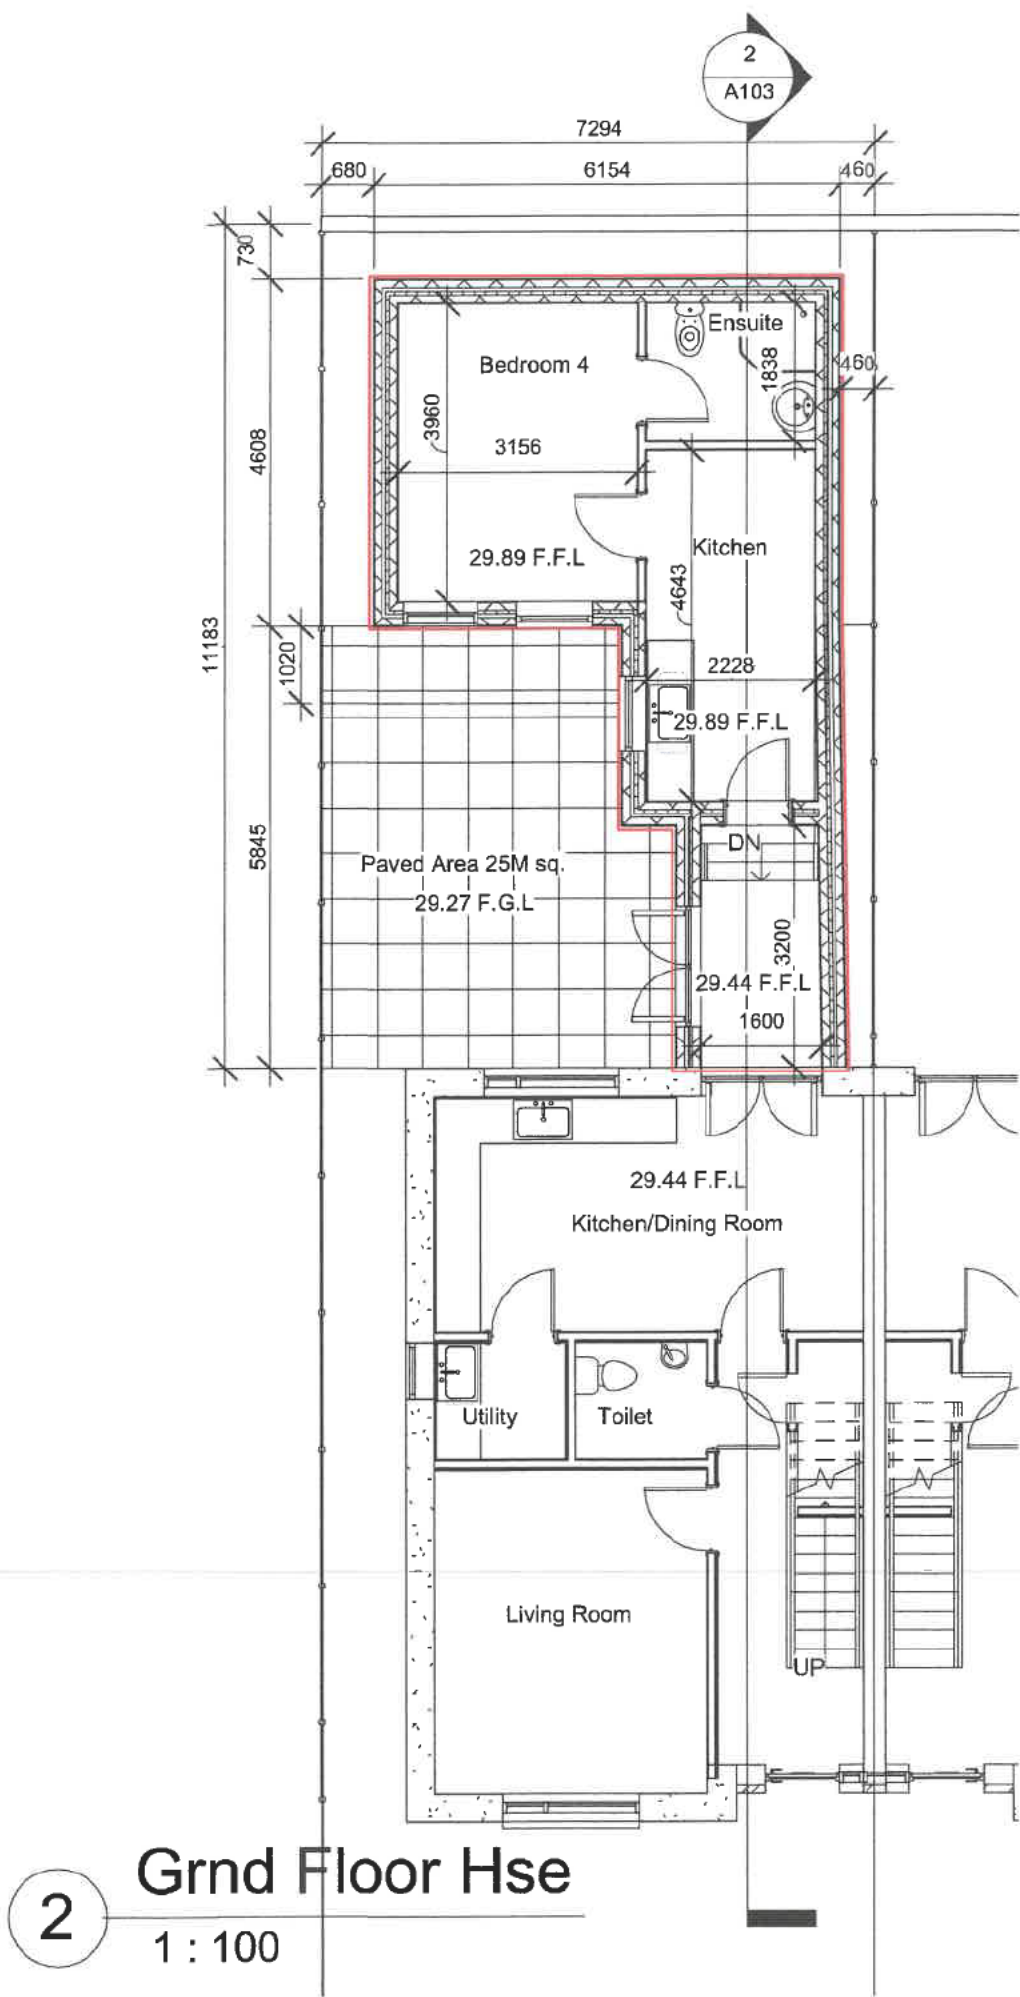 2
A103
7294
680
6154
460
730
Ensuite
Bedroom 4
1838
460
3960
3156
4608
29.89 F.F.L
Kitchen
4643
11183
1020
2228
29.89 F.F.L
DN
5845
Paved Area 25M sq.
29.27 F.G.L
3200
29.44 F.F.L
1600
29.44 F.F.L
Kitchen/Dining Room
Utility
Toilet
Living Room
UP
Grnd Floor Hse
2
1 : 100